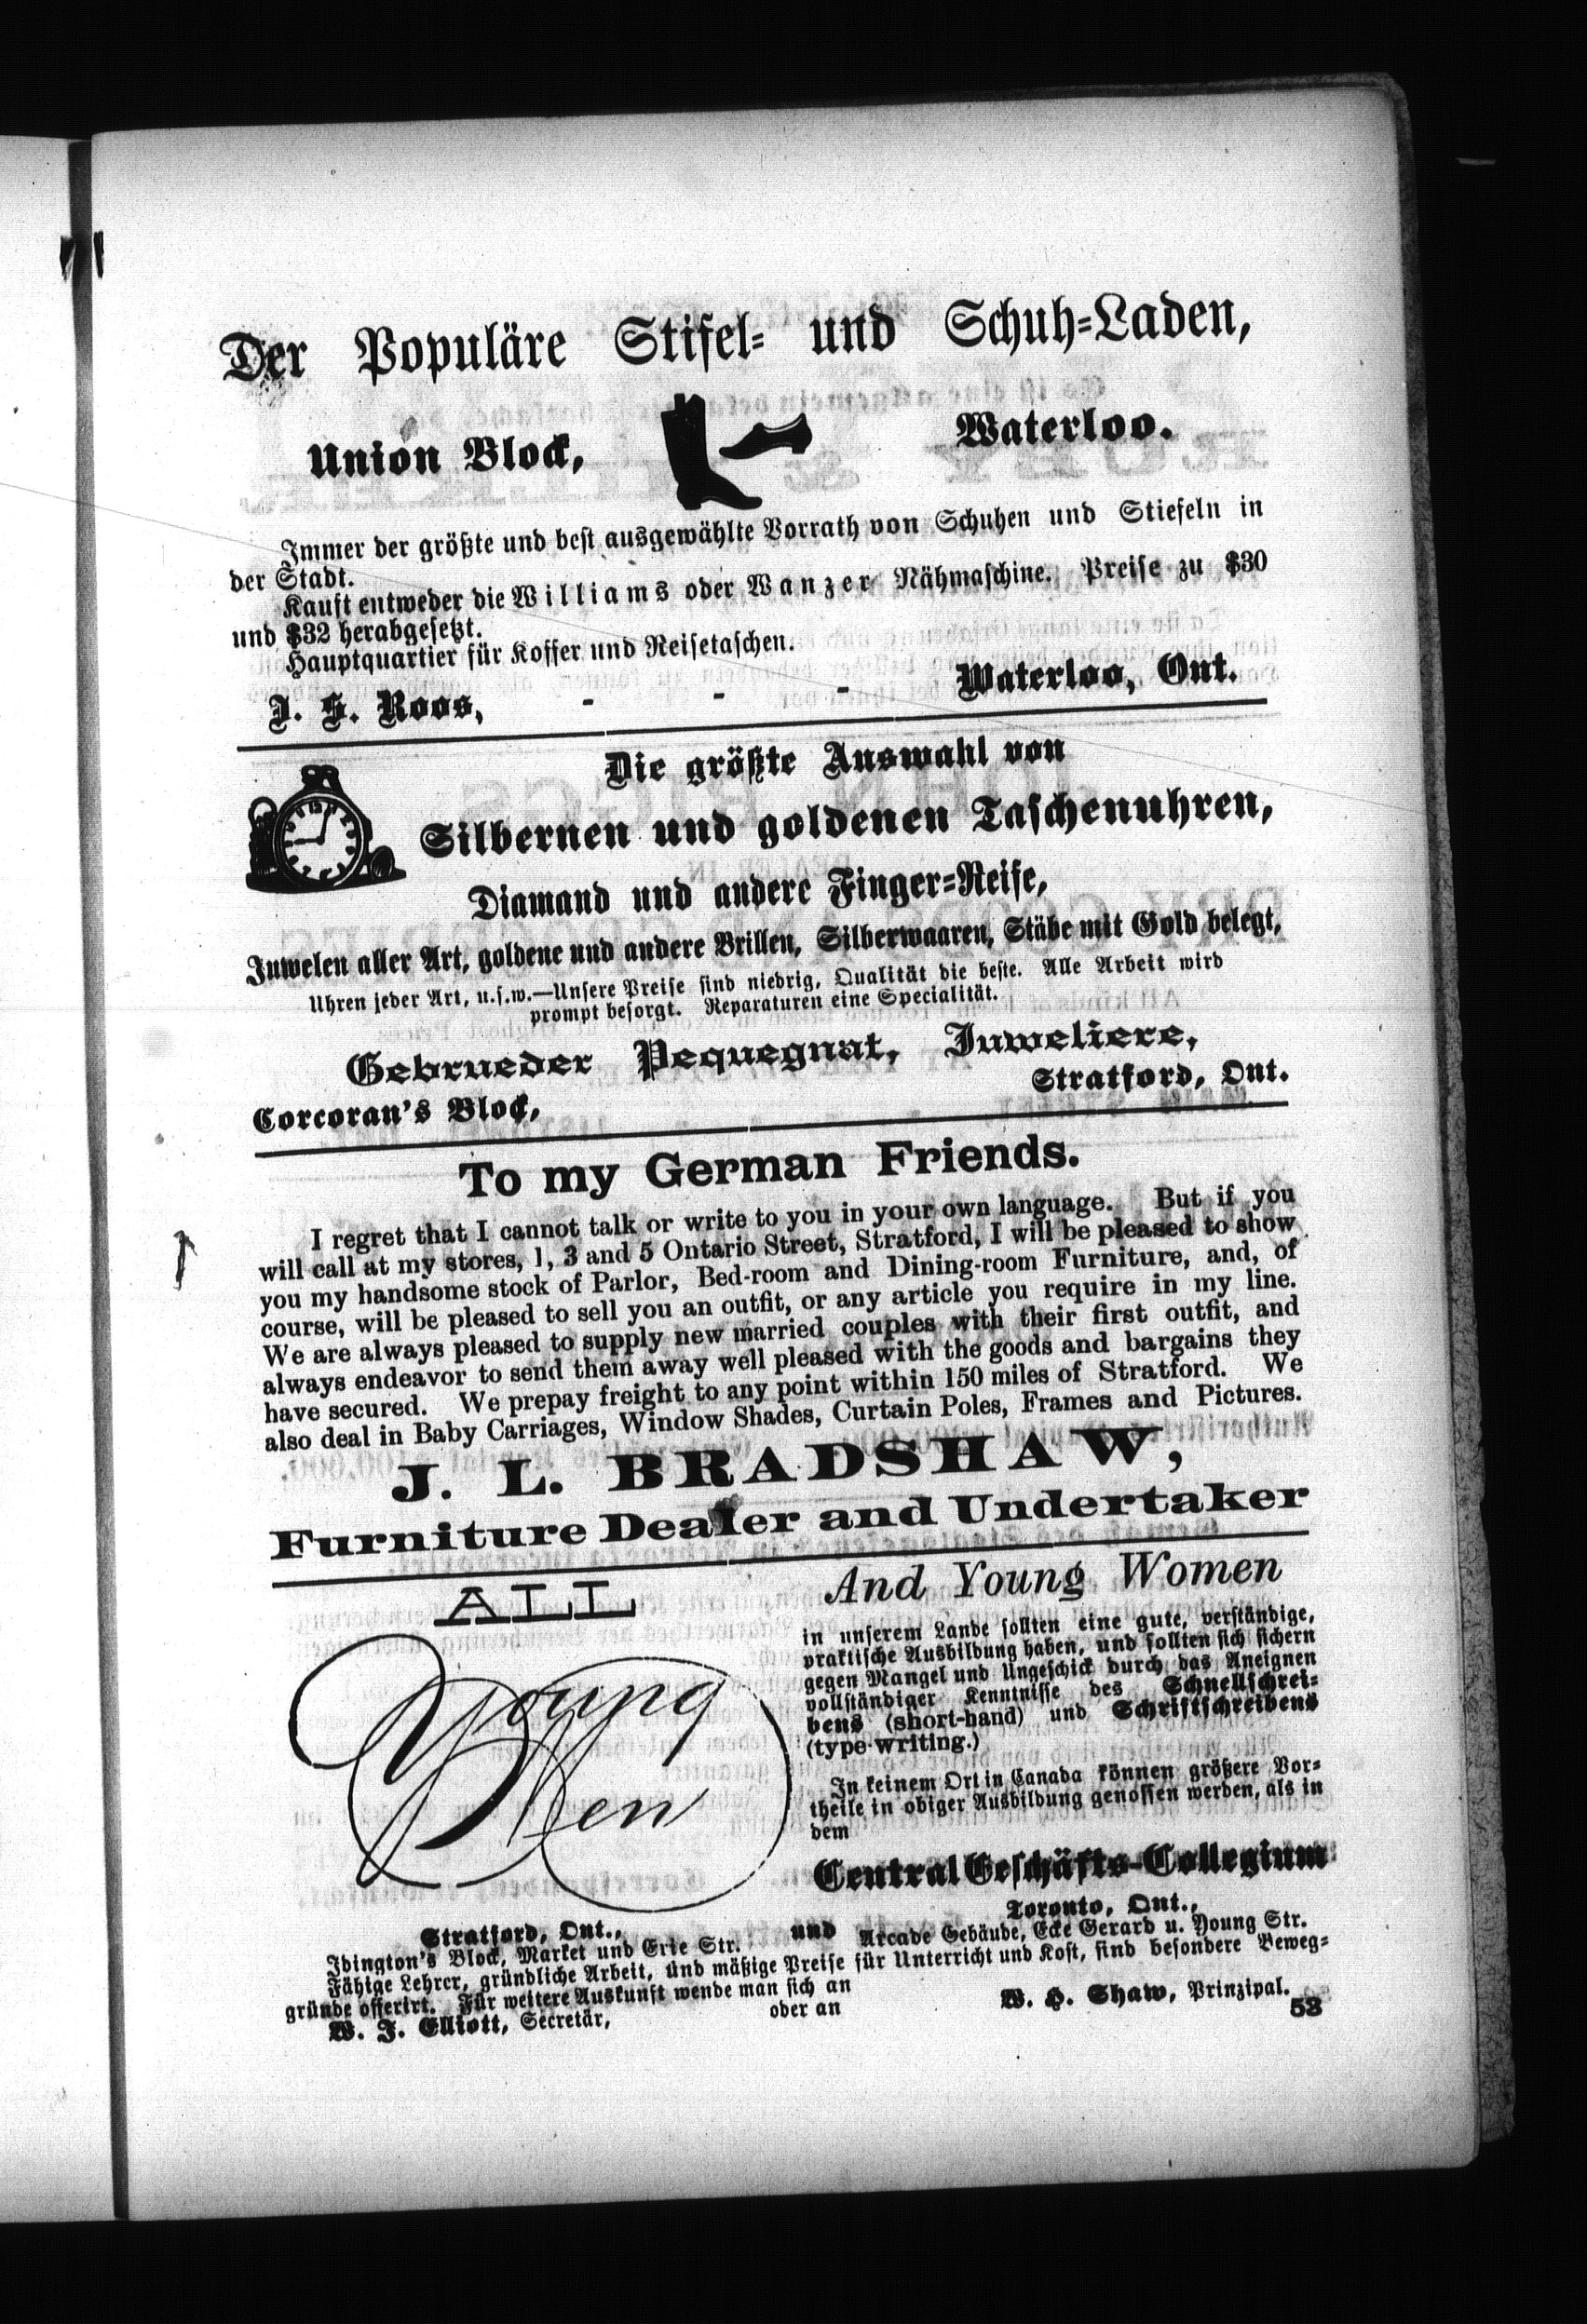 Der Populäre Stifel- und Schuh-Laden,
Union Block, Waterloo.
Immer der größte und best ausgewählte Vorrath von Schuhen und Stiefeln in
der Stadt.
Kauft entweder die Williams oder Wanzer Nähmaschine. Preise zu $30
und $32 herabgesetzt.
Hauptquartier für Koffer und Reisetaschen.
J. S. Roos, - - - Waterloo, Ont.
Die größte Auswahl von
Silbernen und goldenen Taschenuhren,
Diamand und andere Finger-Reife,
Juwelen aller Art, goldene und andere Brillen, Silberwaaren, Stäbe mit Gold belegt,
Uhren jeder Art, u.s.w.—Unsere Preise sind niedrig, Qualität die beste. Alle Arbeit wird
prompt besorgt. Reparaturen eine Specialität.
Gebrueder Pequegnat, Juweliere,
Corcoran's Block, Stratford, Ont.
To my German Friends.
I regret that I cannot talk or write to you in your own language. But if you
will call at my stores, 1, 3 and 5 Ontario Street, Stratford, I will be pleased to show
you my handsome stock of Parlor, Bed-room and Dining-room Furniture, and, of
course, will be pleased to sell you an outfit, or any article you require in my line.
We are always pleased to supply new married couples with their first outfit, and
always endeavor to send them away well pleased with the goods and bargains they
have secured. We prepay freight to any point within 150 miles of Stratford. We
also deal in Baby Carriages, Window Shades, Curtain Poles, Frames and Pictures.
J. L. BRADSHAW,
Furniture Dealer and Undertaker
ALL
Young
Men
And Young Women
in unserem Lande sollten eine gute, verständige,
praktische Ausbildung haben, und sollten sich sichern
gegen Mangel und Ungeschick durch das Aneignen
vollständiger Kenntnisse des Schnellschrei-
bens (short-hand) und Schriftschreibens
(type-writing.)
In keinem Ort in Canada können größere Vor-
theile in obiger Ausbildung genossen werden, als in
dem
Central Geschäfts-Collegium
Stratford, Ont., und Toronto, Ont.,
Idington's Block, Market und Erie Str. Arcade Gebäude, Ecke Gerard u. Young Str.
Fähige Lehrer, gründliche Arbeit, und mäßige Preise für Unterricht und Kost, sind besondere Beweg-
gründe offerirt. Für weitere Auskunft wende man sich an
W. J. Elliott, Secretär, oder an W. H. Shaw, Prinzipal.
53